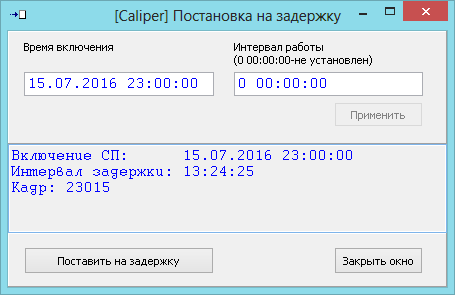 [Caliper] Постановка на задержку
Время включения
Интервал работы
(0 00:00:00-не установлен)
15.07.2016 23:00:00
0 00:00:00
Применить
Включение СП: 15.07.2016 23:00:00
Интервал задержки: 13:24:25
Кадр: 23015
Поставить на задержку
Закрыть окно